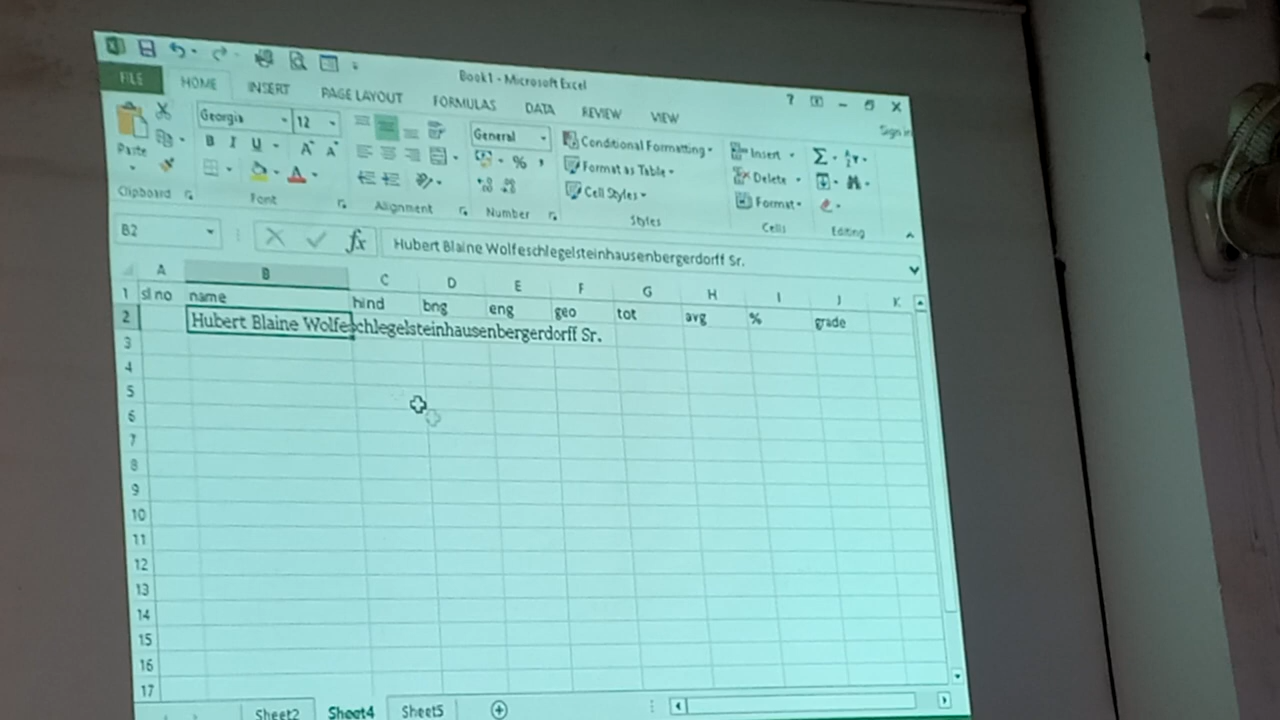 Book1 - Microsoft Excel
FILE HOME INSERT PAGE LAYOUT FORMULAS DATA REVIEW VIEW
Sign in
Paste Georgia 12 General Conditional Formatting Insert
B I U A A % , Format as Table Delete
Cell Styles Format
Clipboard Font Alignment Number Styles Cells Editing
B2 fx Hubert Blaine Wolfeschlegelsteinhausenbergerdorff Sr.
A B C D E F G H I J K
1 sl no name hind bng eng geo tot avg % grade
2 Hubert Blaine Wolfeschlegelsteinhausenbergerdorff Sr.
3
4
5
6
7
8
9
10
11
12
13
14
15
16
17
Sheet2 Sheet4 Sheet5